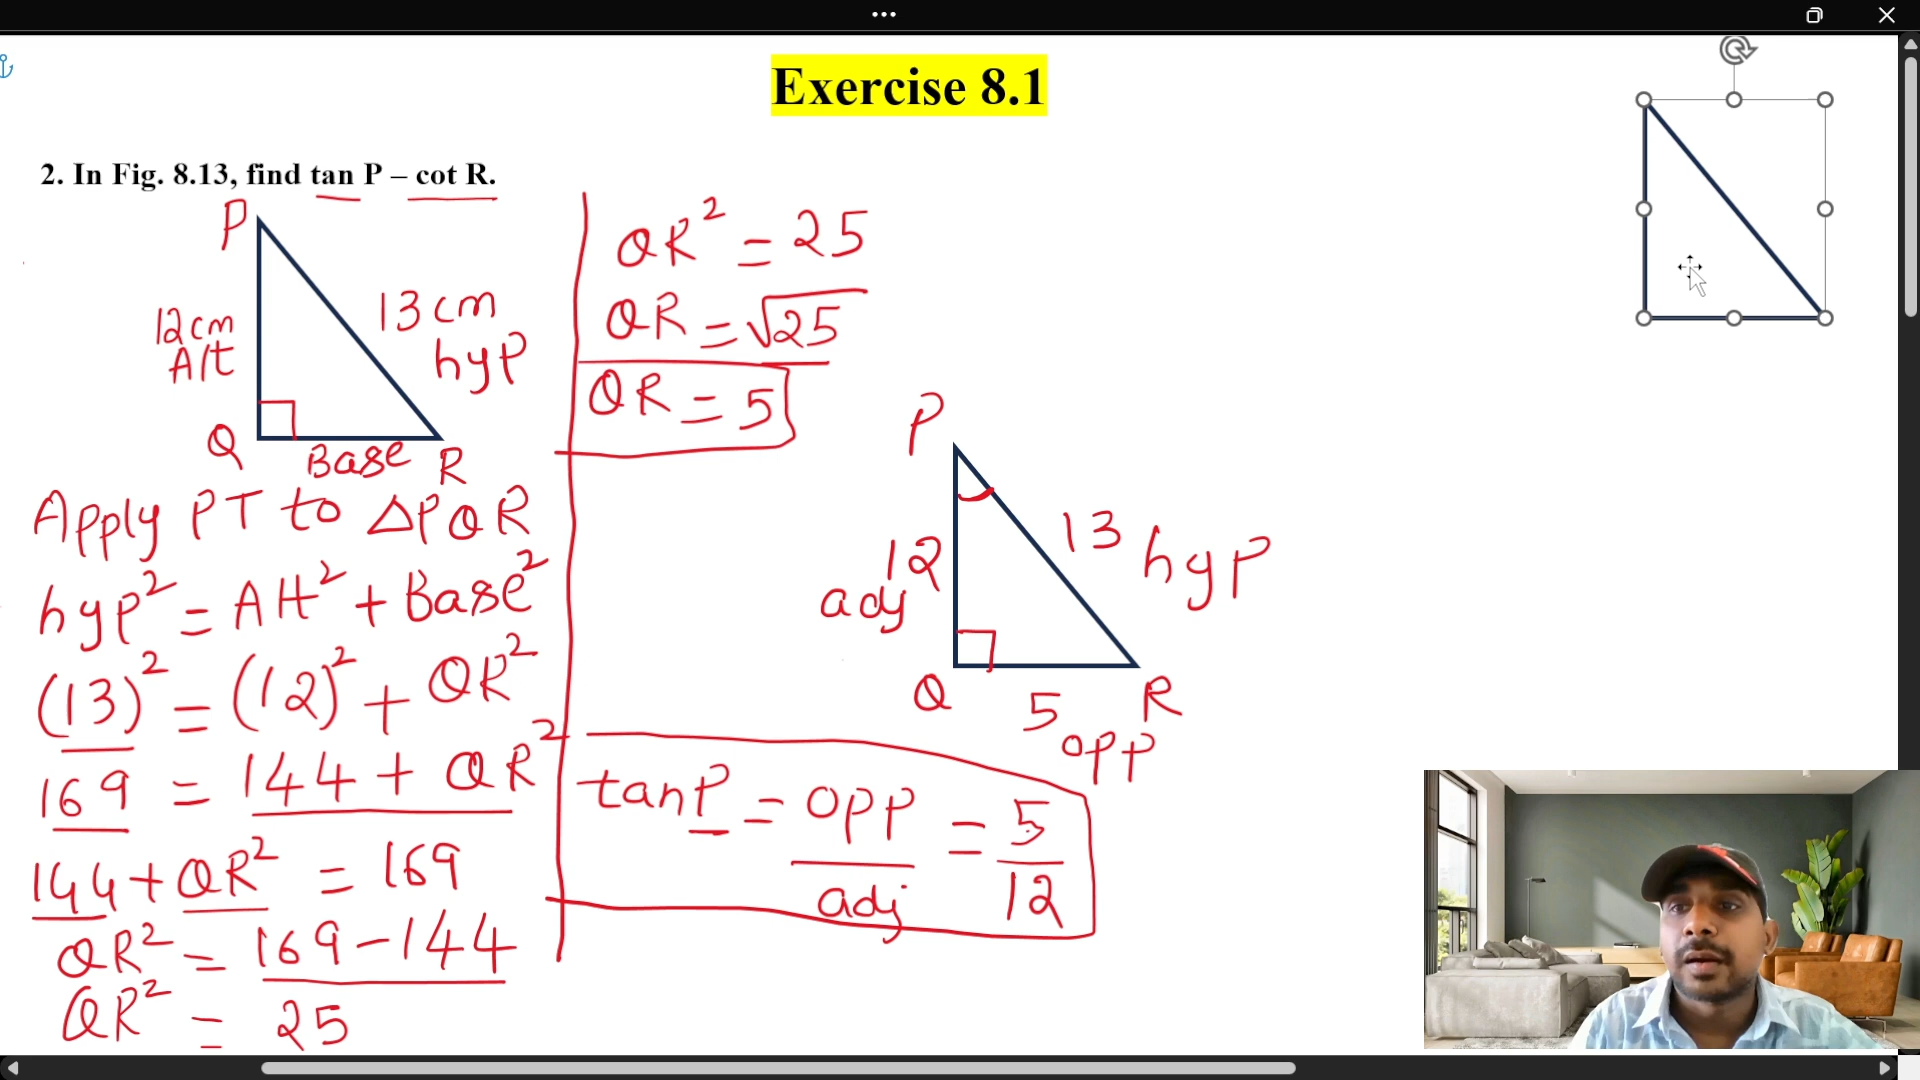 Exercise 8.1
2. In Fig. 8.13, find tan P – cot R.
P
12cm
A/t
13 cm
hyp
Q
Base
R
Apply PT to △PQR
hyp² = Alt² + Base²
(13)² = (12)² + QR²
169 = 144 + QR²
144 + QR² = 169
QR² = 169 - 144
QR² = 25
QR² = 25
QR = √25
QR = 5
P
12
adj
13 hyp
Q
5
R
opp
tanP = opp/adj = 5/12